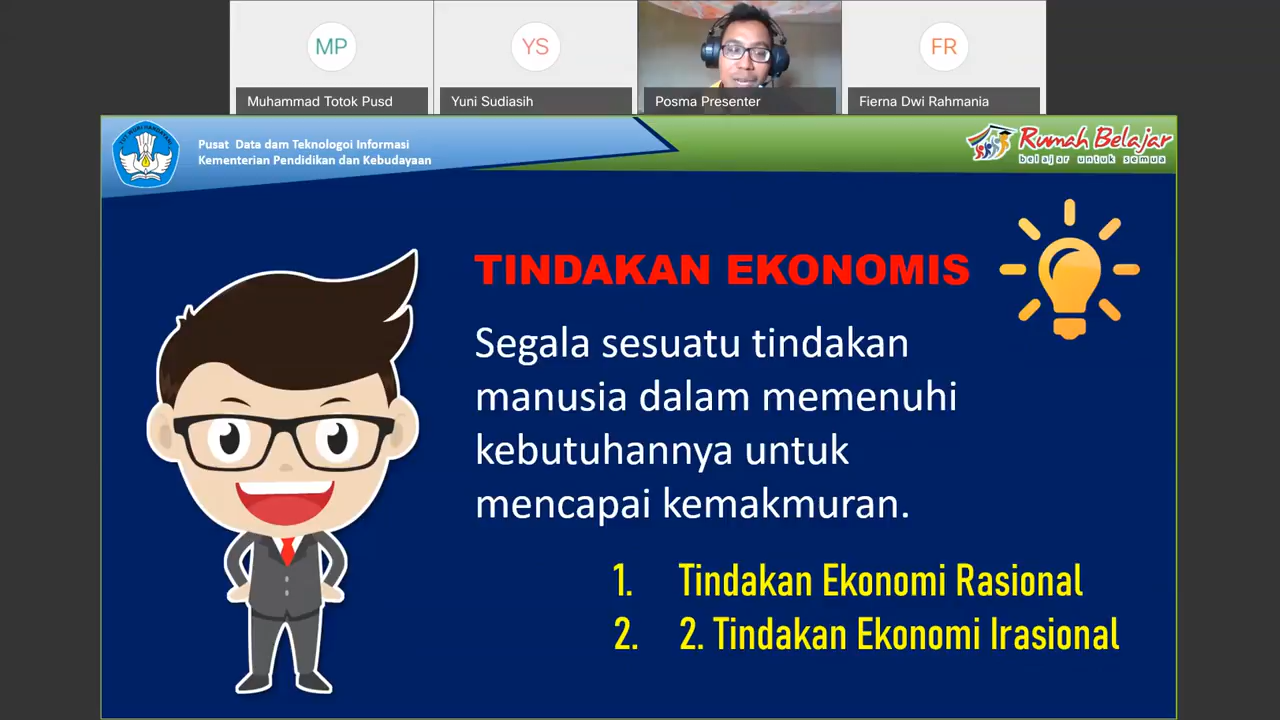 MP
YS
FR
Muhammad Totok Pusd
Yuni Sudiasih
Posma Presenter
Fierna Dwi Rahmania
Pusat Data dam Teknologoi Informasi
Kementerian Pendidikan dan Kebudayaan
Rumah Belajar
belajar untuk semua
TINDAKAN EKONOMIS
Segala sesuatu tindakan
manusia dalam memenuhi
kebutuhannya untuk
mencapai kemakmuran.
1. Tindakan Ekonomi Rasional
2. 2. Tindakan Ekonomi Irasional